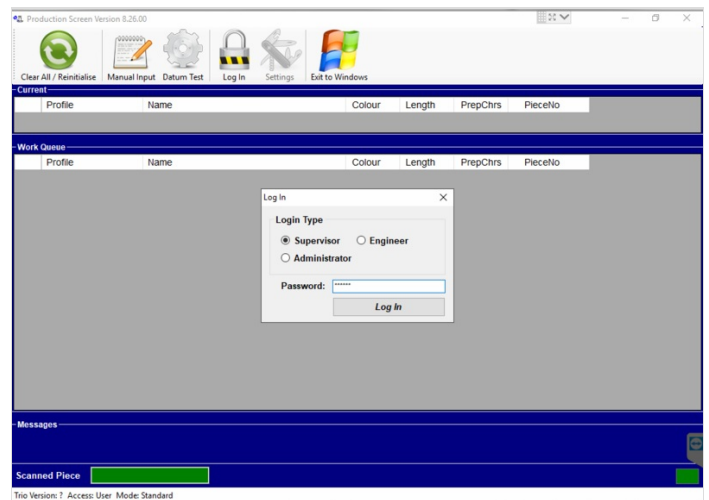 Production Screen Version 8.26.00
Clear All / Reinitialise Manual Input Datum Test Log In Settings Exit to Windows
Current
Profile Name Colour Length PrepChrs PieceNo
Work Queue
Profile Name Colour Length PrepChrs PieceNo
Log In
Login Type
Supervisor Engineer
Administrator
Password: ••••••
Log In
Messages
Scanned Piece
Trio Version: ? Access: User Mode: Standard